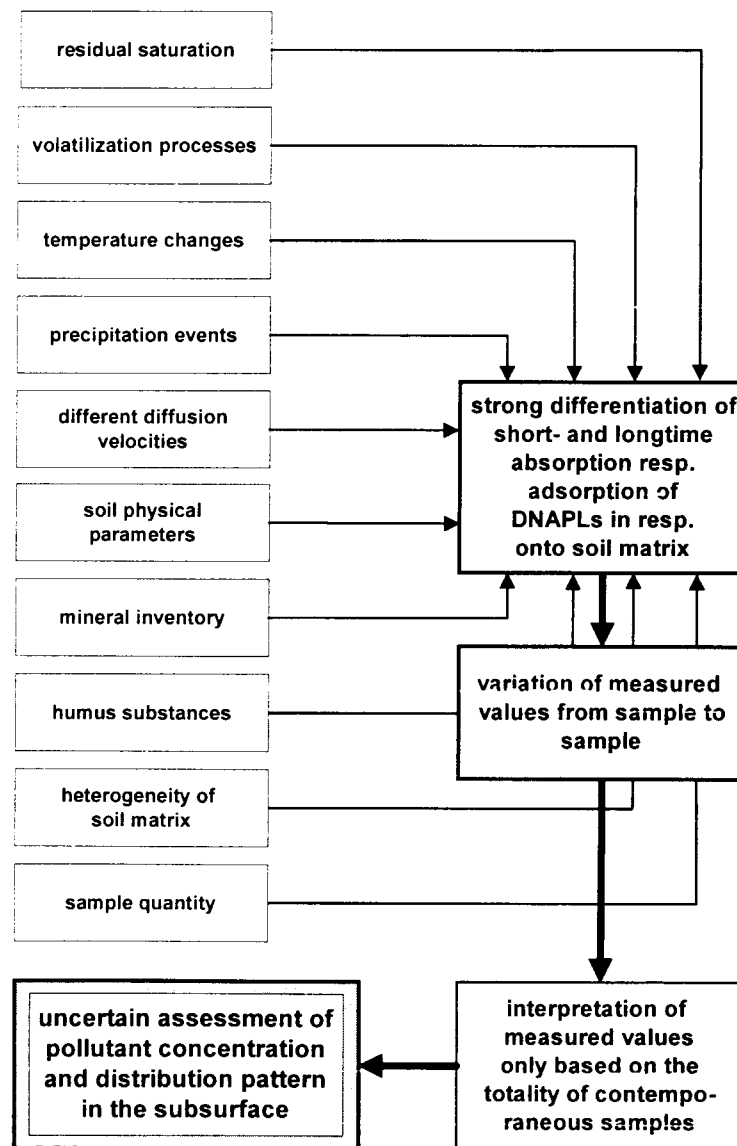 residual saturation
volatilization processes
temperature changes
precipitation events
different diffusion
velocities
soil physical
parameters
mineral inventory
humus substances
heterogeneity of
soil matrix
sample quantity
strong differentiation of
short- and longtime
absorption resp.
adsorption of
DNAPLs in resp.
onto soil matrix
variation of measured
values from sample to
sample
interpretation of
measured values
only based on the
totality of contempo-
raneous samples
uncertain assessment of
pollutant concentration
and distribution pattern
in the subsurface